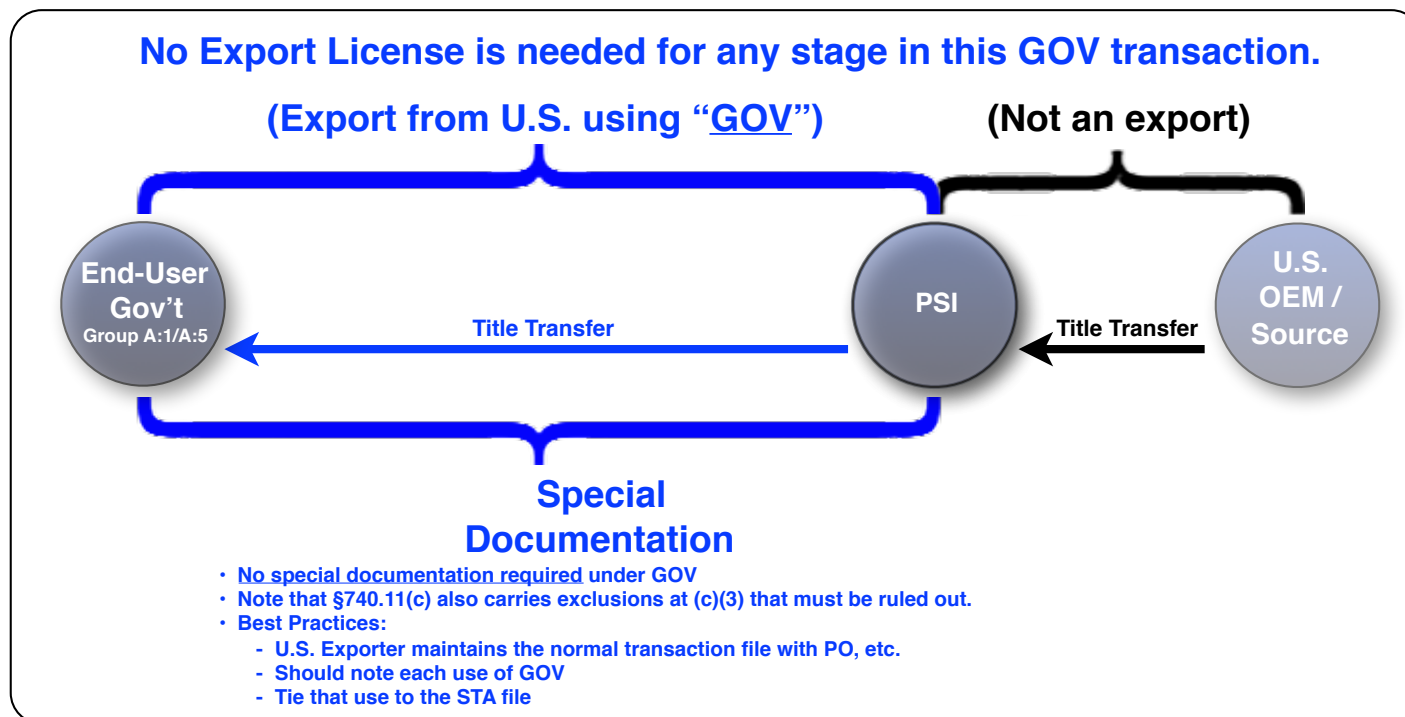 No Export License is needed for any stage in this GOV transaction.
(Export from U.S. using “GOV”)
(Not an export)
End-User
Gov’t
Group A:1/A:5
Title Transfer
PSI
Title Transfer
U.S.
OEM /
Source
Special
Documentation
• No special documentation required under GOV
• Note that §740.11(c) also carries exclusions at (c)(3) that must be ruled out.
• Best Practices:
- U.S. Exporter maintains the normal transaction file with PO, etc.
- Should note each use of GOV
- Tie that use to the STA file